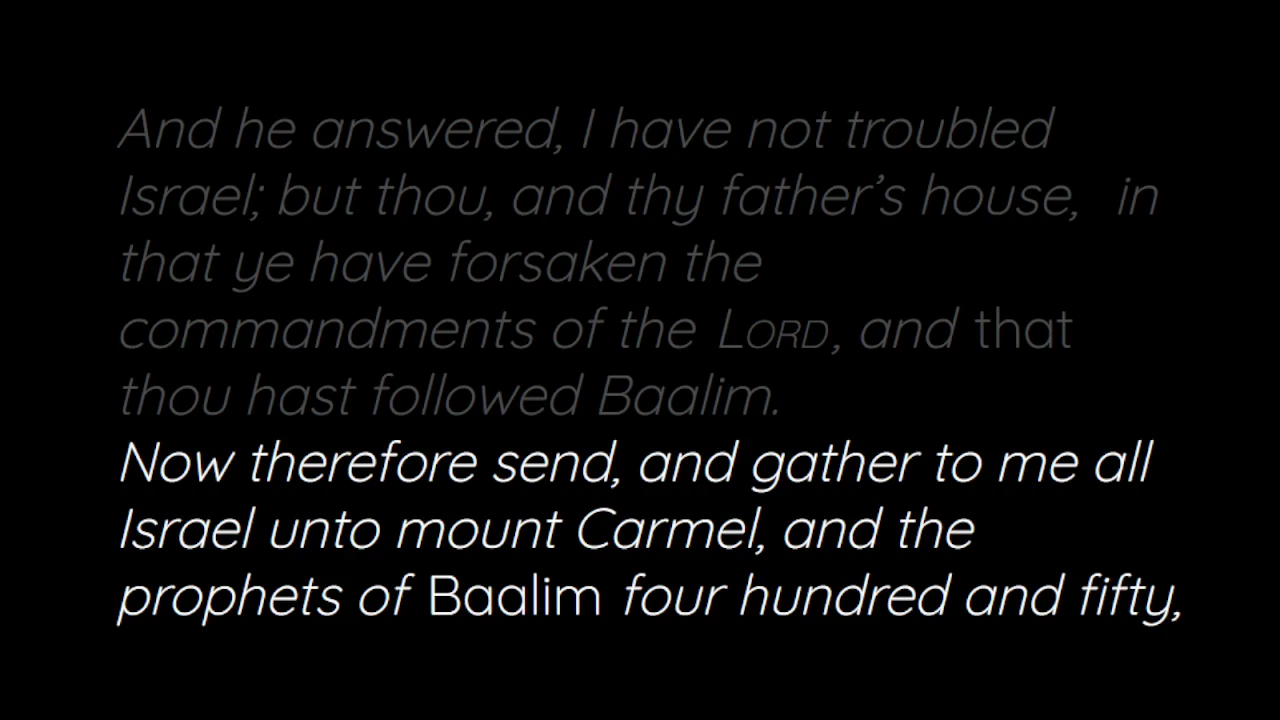 And he answered, I have not troubled
Israel; but thou, and thy father’s house, in
that ye have forsaken the
commandments of the LORD, and that
thou hast followed Baalim.
Now therefore send, and gather to me all
Israel unto mount Carmel, and the
prophets of Baalim four hundred and fifty,